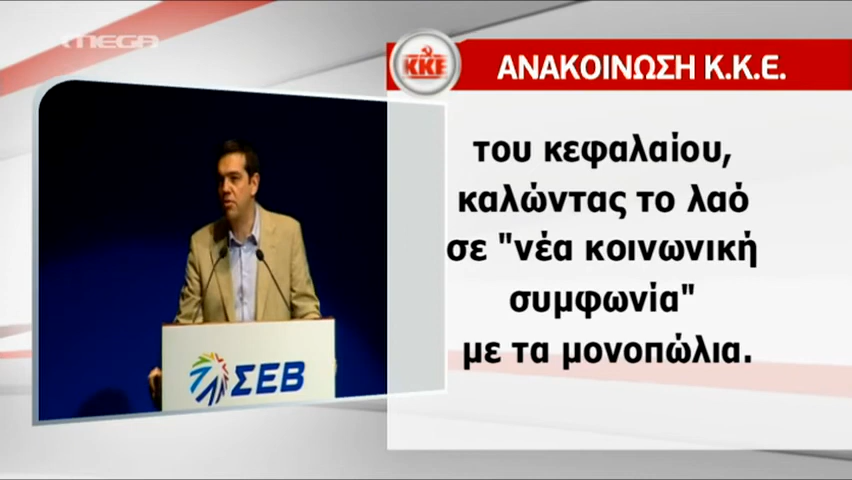 MEGA
ΚΚΕ
ΑΝΑΚΟΙΝΩΣΗ Κ.Κ.Ε.
του κεφαλαίου,
καλώντας το λαό
σε "νέα κοινωνική
συμφωνία"
με τα μονοπώλια.
ΣΕΒ